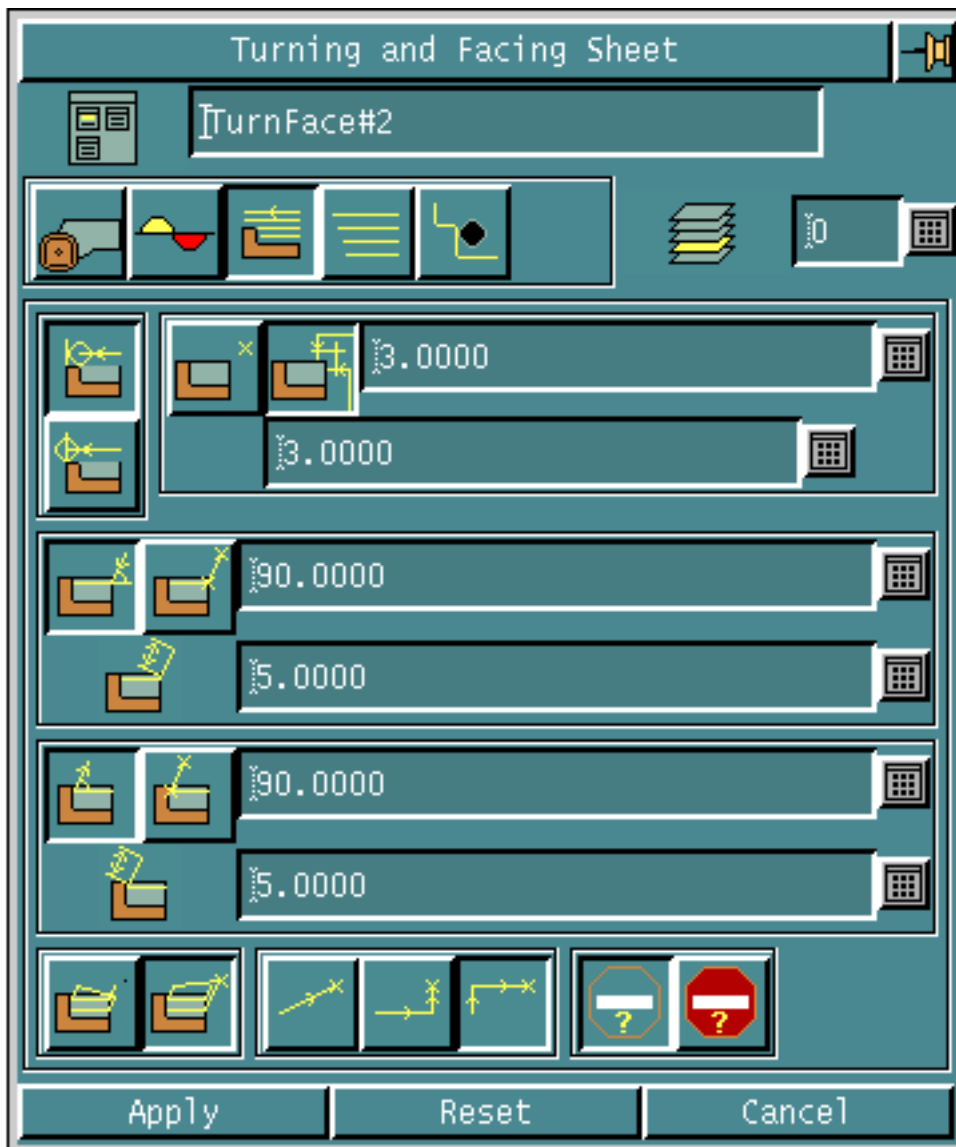 Turning and Facing Sheet
TurnFace#2
0
3.0000
3.0000
90.0000
5.0000
90.0000
5.0000
? ?
Apply Reset Cancel